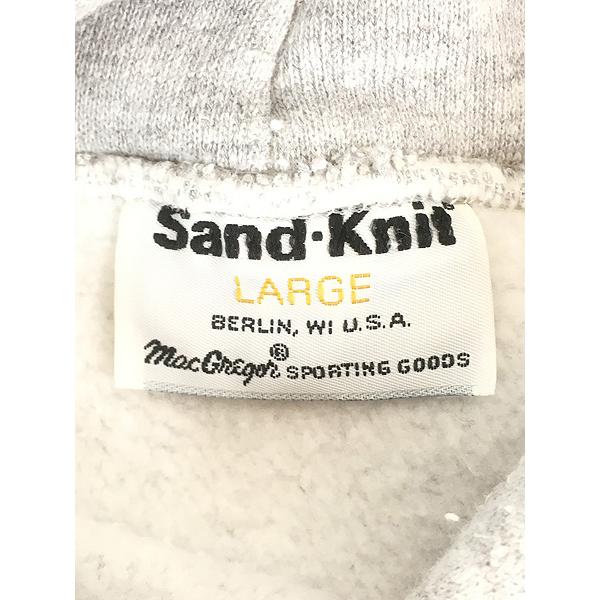 Sand·Knit®
LARGE
BERLIN, WI U.S.A.
MacGregor® SPORTING GOODS